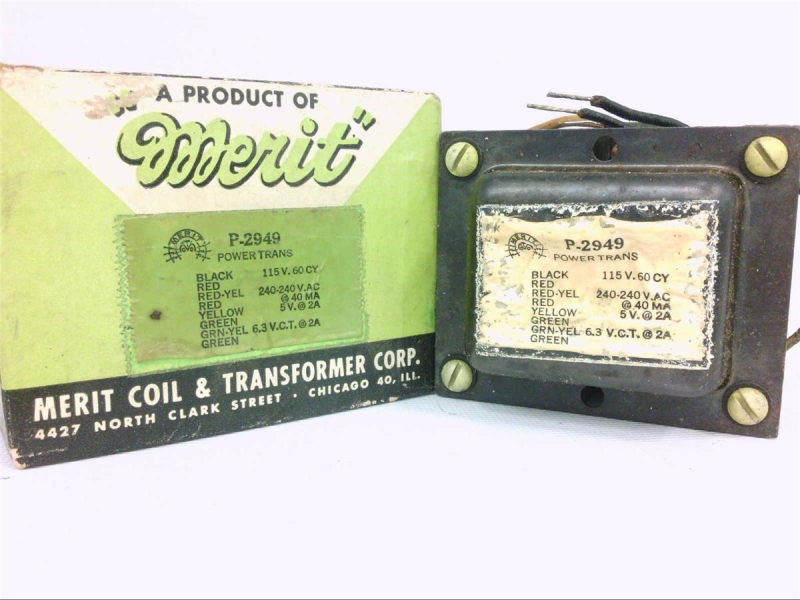 A PRODUCT OF
"Merit"
MERIT
P-2949
POWER TRANS
BLACK 115 V. 60 CY
RED
RED-YEL 240-240 V. AC
RED @ 40 MA
YELLOW 5 V. @ 2A
GREEN
GRN-YEL 6.3 V.C.T. @ 2A
GREEN
MERIT COIL & TRANSFORMER CORP.
4427 NORTH CLARK STREET · CHICAGO 40, ILL.
MERIT
P-2949
POWER TRANS
BLACK 115 V. 60 CY
RED
RED-YEL 240-240 V. AC
RED @ 40 MA
YELLOW 5 V. @ 2A
GREEN
GRN-YEL 6.3 V.C.T. @ 2A
GREEN